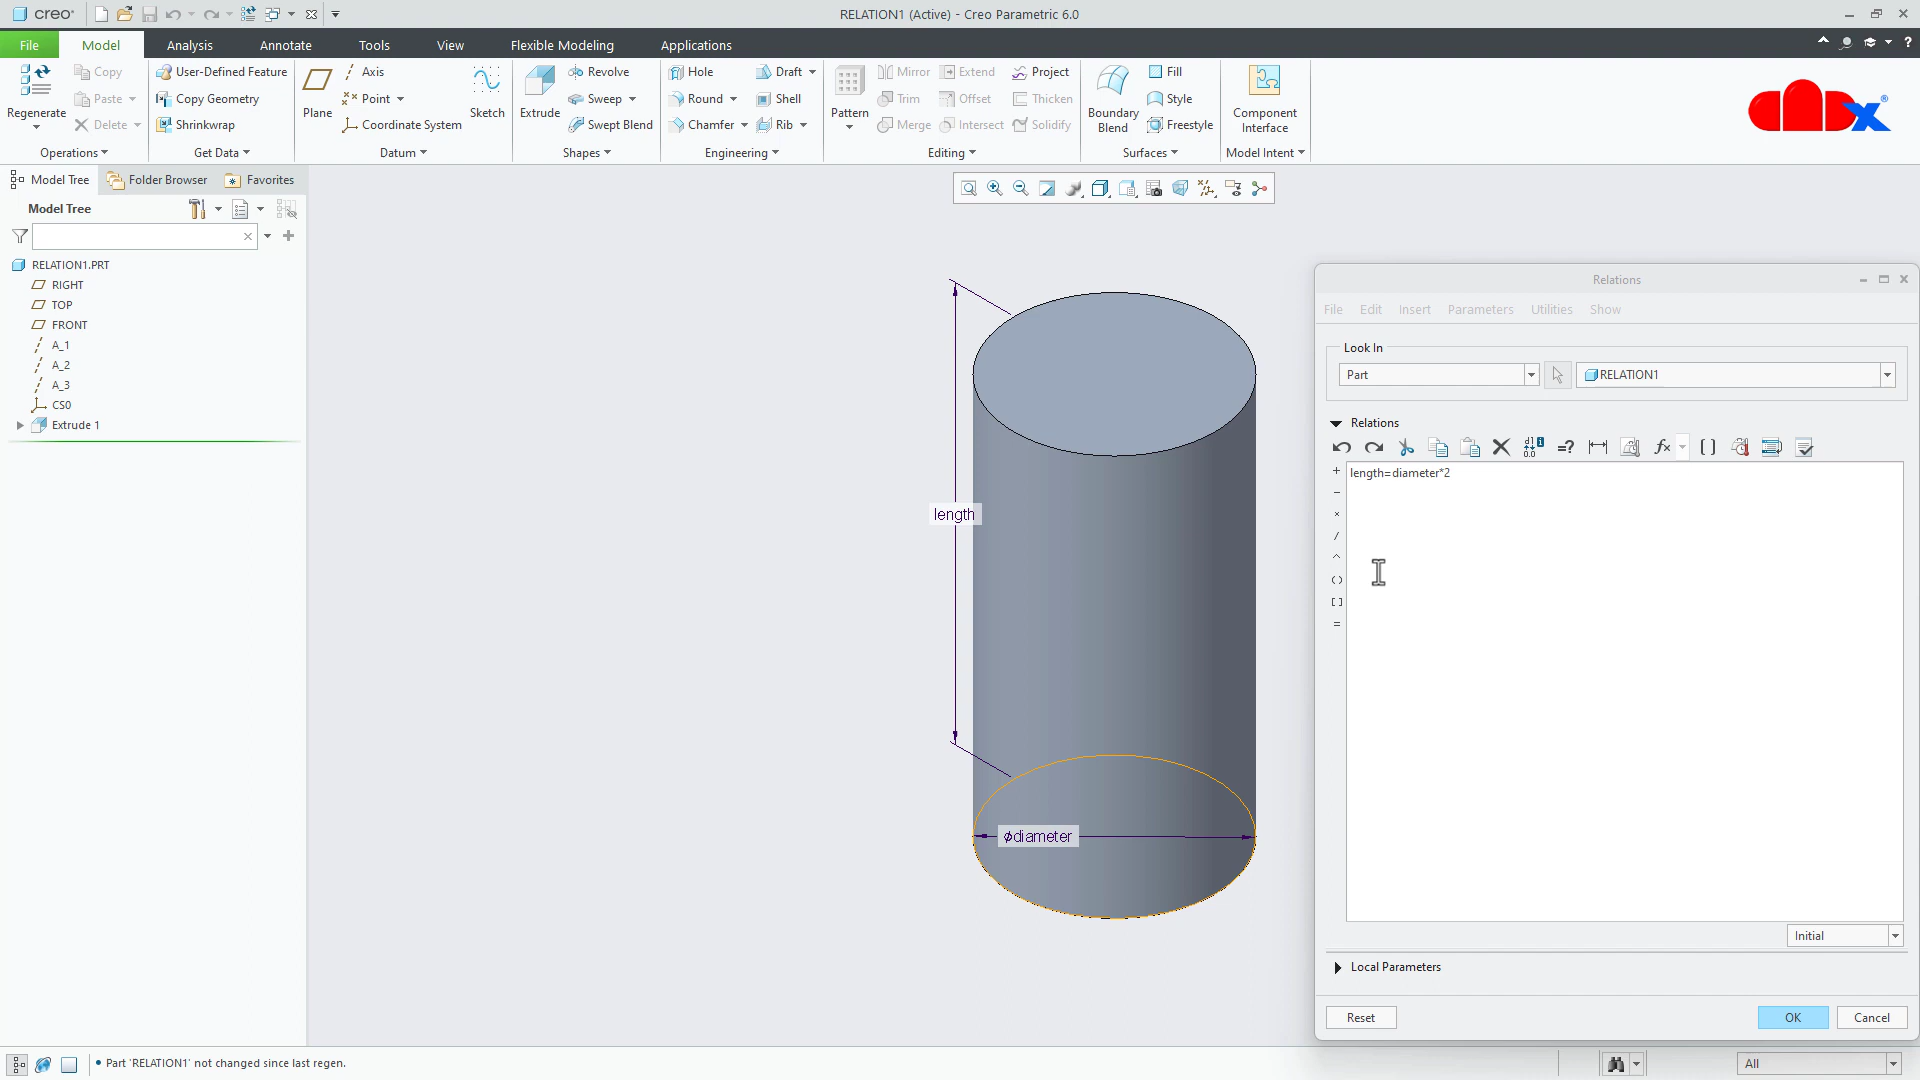 creo
RELATION1 (Active) - Creo Parametric 6.0
File Model Analysis Annotate Tools View Flexible Modeling Applications
Regenerate
Copy
Paste
Delete
Operations
User-Defined Feature
Copy Geometry
Shrinkwrap
Get Data
Plane
Axis
Point
Coordinate System
Sketch
Datum
Extrude
Revolve
Sweep
Swept Blend
Shapes
Hole
Round
Chamfer
Draft
Shell
Rib
Engineering
Pattern
Mirror
Trim
Merge
Extend
Offset
Intersect
Project
Thicken
Solidify
Editing
Boundary
Blend
Fill
Style
Freestyle
Surfaces
Component
Interface
Model Intent
Model Tree Folder Browser Favorites
Model Tree
RELATION1.PRT
RIGHT
TOP
FRONT
A_1
A_2
A_3
CS0
Extrude 1
length
ϕdiameter
Relations
File Edit Insert Parameters Utilities Show
Look In
Part RELATION1
Relations
length=diameter*2
Initial
Local Parameters
Reset OK Cancel
Part 'RELATION1' not changed since last regen.
All